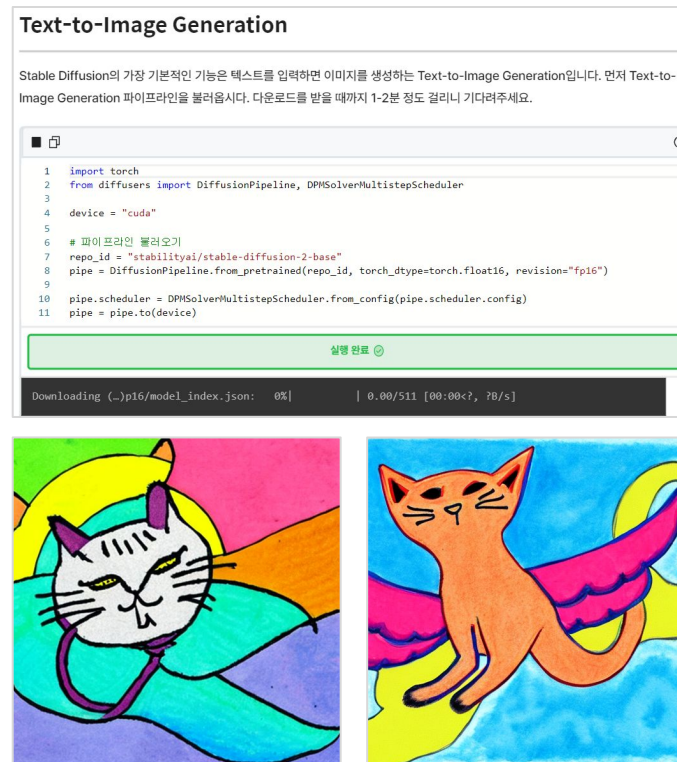 Text-to-Image Generation
Stable Diffusion의 가장 기본적인 기능은 텍스트를 입력하면 이미지를 생성하는 Text-to-Image Generation입니다. 먼저 Text-to-
Image Generation 파이프라인을 불러옵시다. 다운로드를 받을 때까지 1-2분 정도 걸리니 기다려주세요.
1 import torch
2 from diffusers import DiffusionPipeline, DPMSolverMultistepScheduler
3
4 device = "cuda"
5
6 # 파이프라인 불러오기
7 repo_id = "stabilityai/stable-diffusion-2-base"
8 pipe = DiffusionPipeline.from_pretrained(repo_id, torch_dtype=torch.float16, revision="fp16")
9
10 pipe.scheduler = DPMSolverMultistepScheduler.from_config(pipe.scheduler.config)
11 pipe = pipe.to(device)
실행 완료
Downloading (…)p16/model_index.json: 0%| | 0.00/511 [00:00<?, ?B/s]